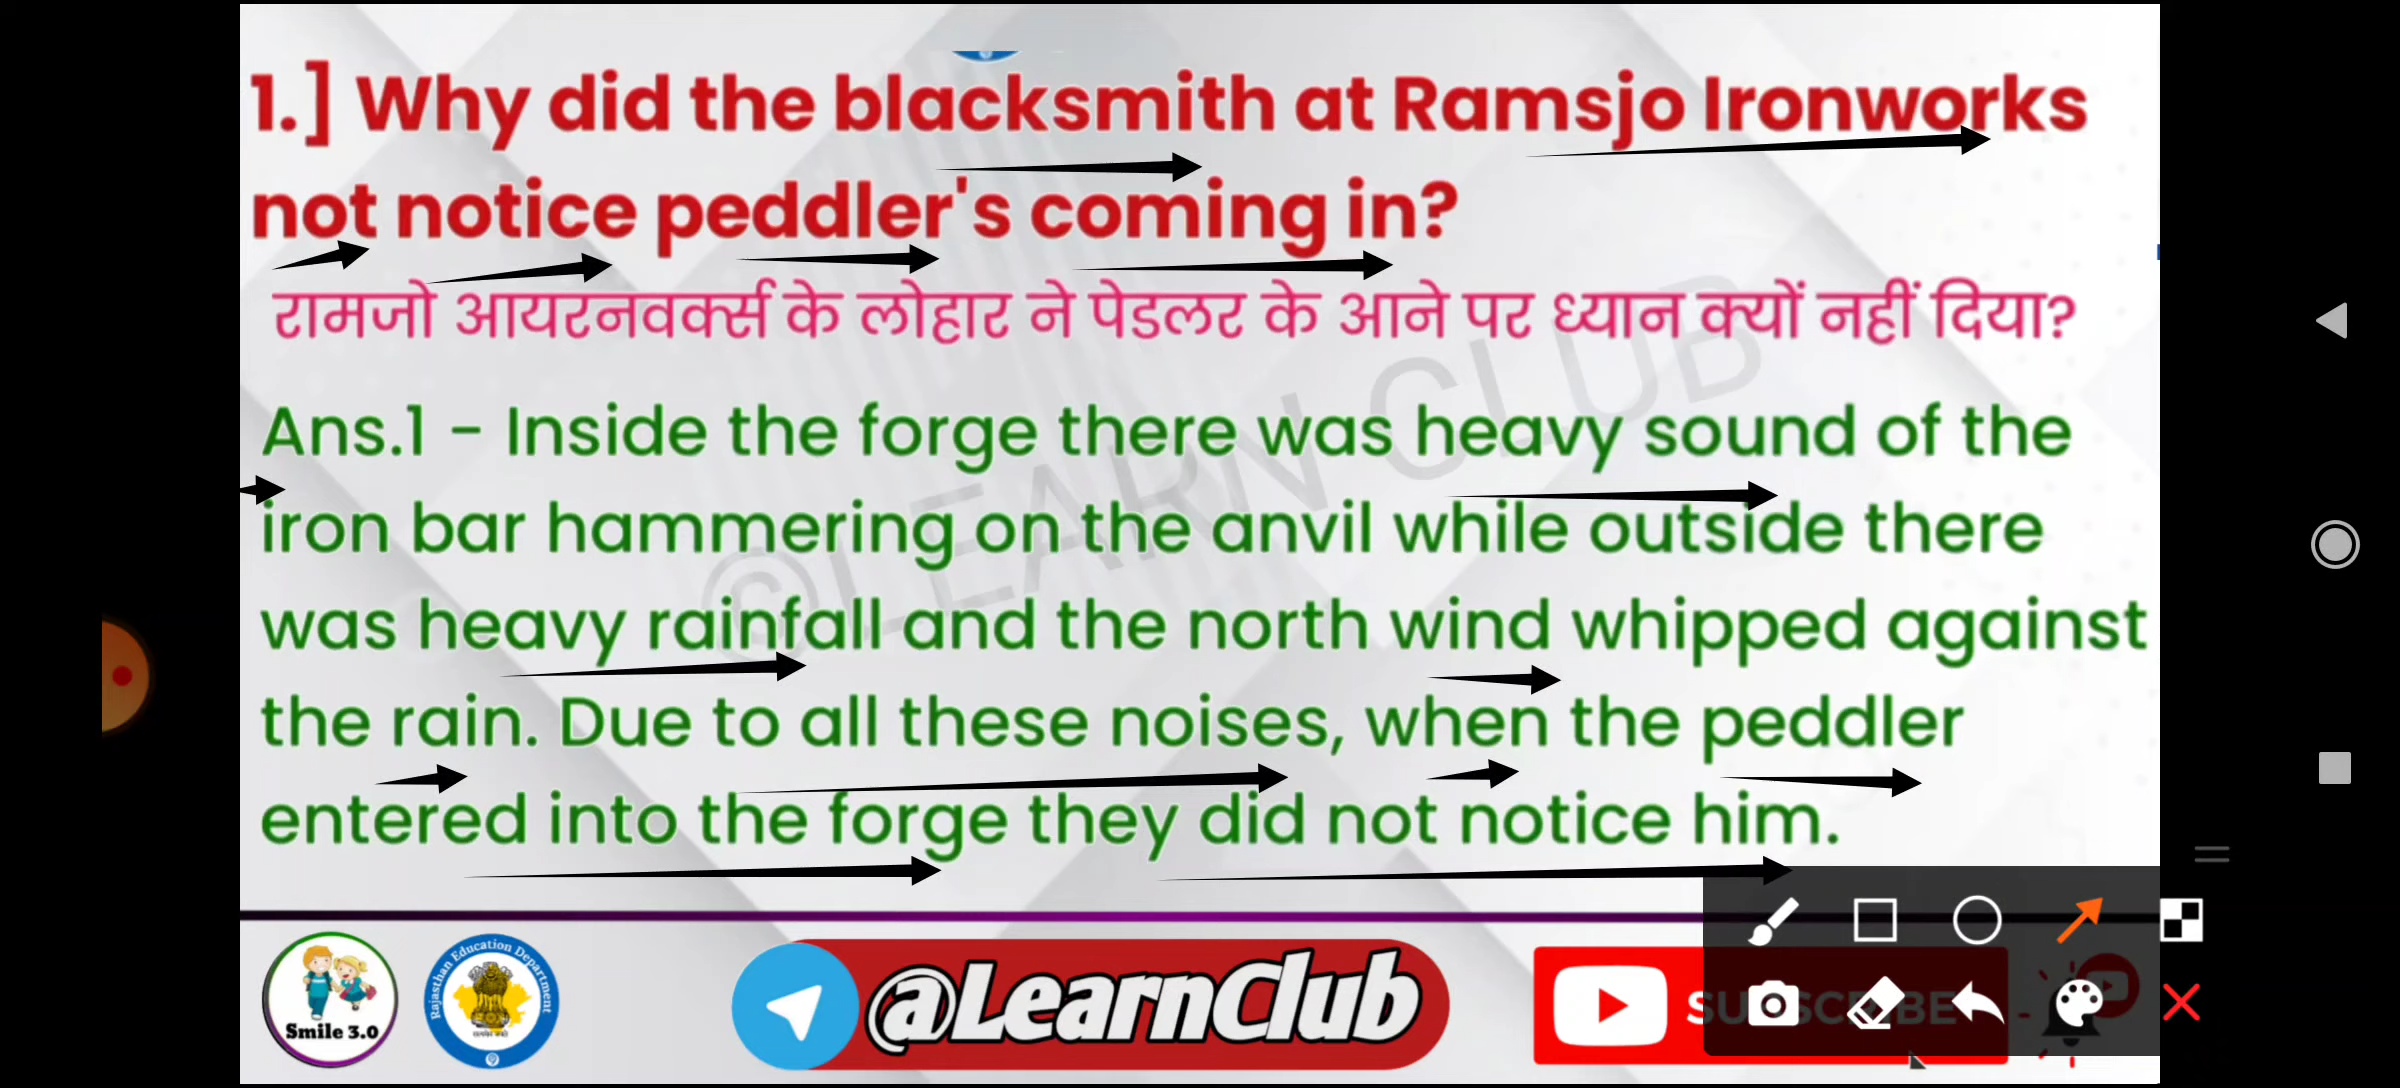 1.] Why did the blacksmith at Ramsjo Ironworks
not notice peddler's coming in?
रामजो आयरनवर्क्स के लोहार ने पेडलर के आने पर ध्यान क्यों नहीं दिया?
Ans.1 - Inside the forge there was heavy sound of the
iron bar hammering on the anvil while outside there
was heavy rainfall and the north wind whipped against
the rain. Due to all these noises, when the peddler
entered into the forge they did not notice him.
©LEARN CLUB
Smile 3.0
Rajasthan Education Department
@LearnClub
SUBSCRIBE